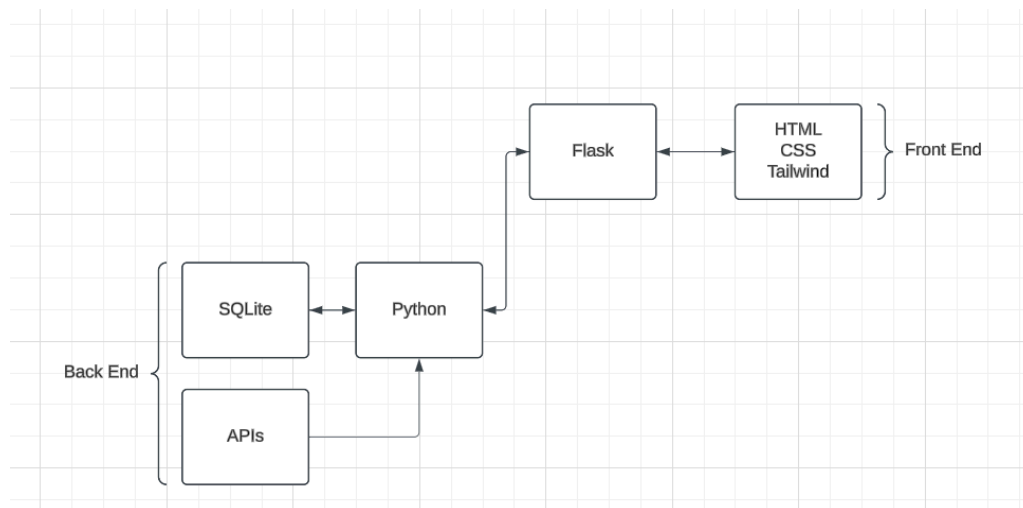 Flask
HTML
CSS
Tailwind
Front End
SQLite
Python
Back End
APIs